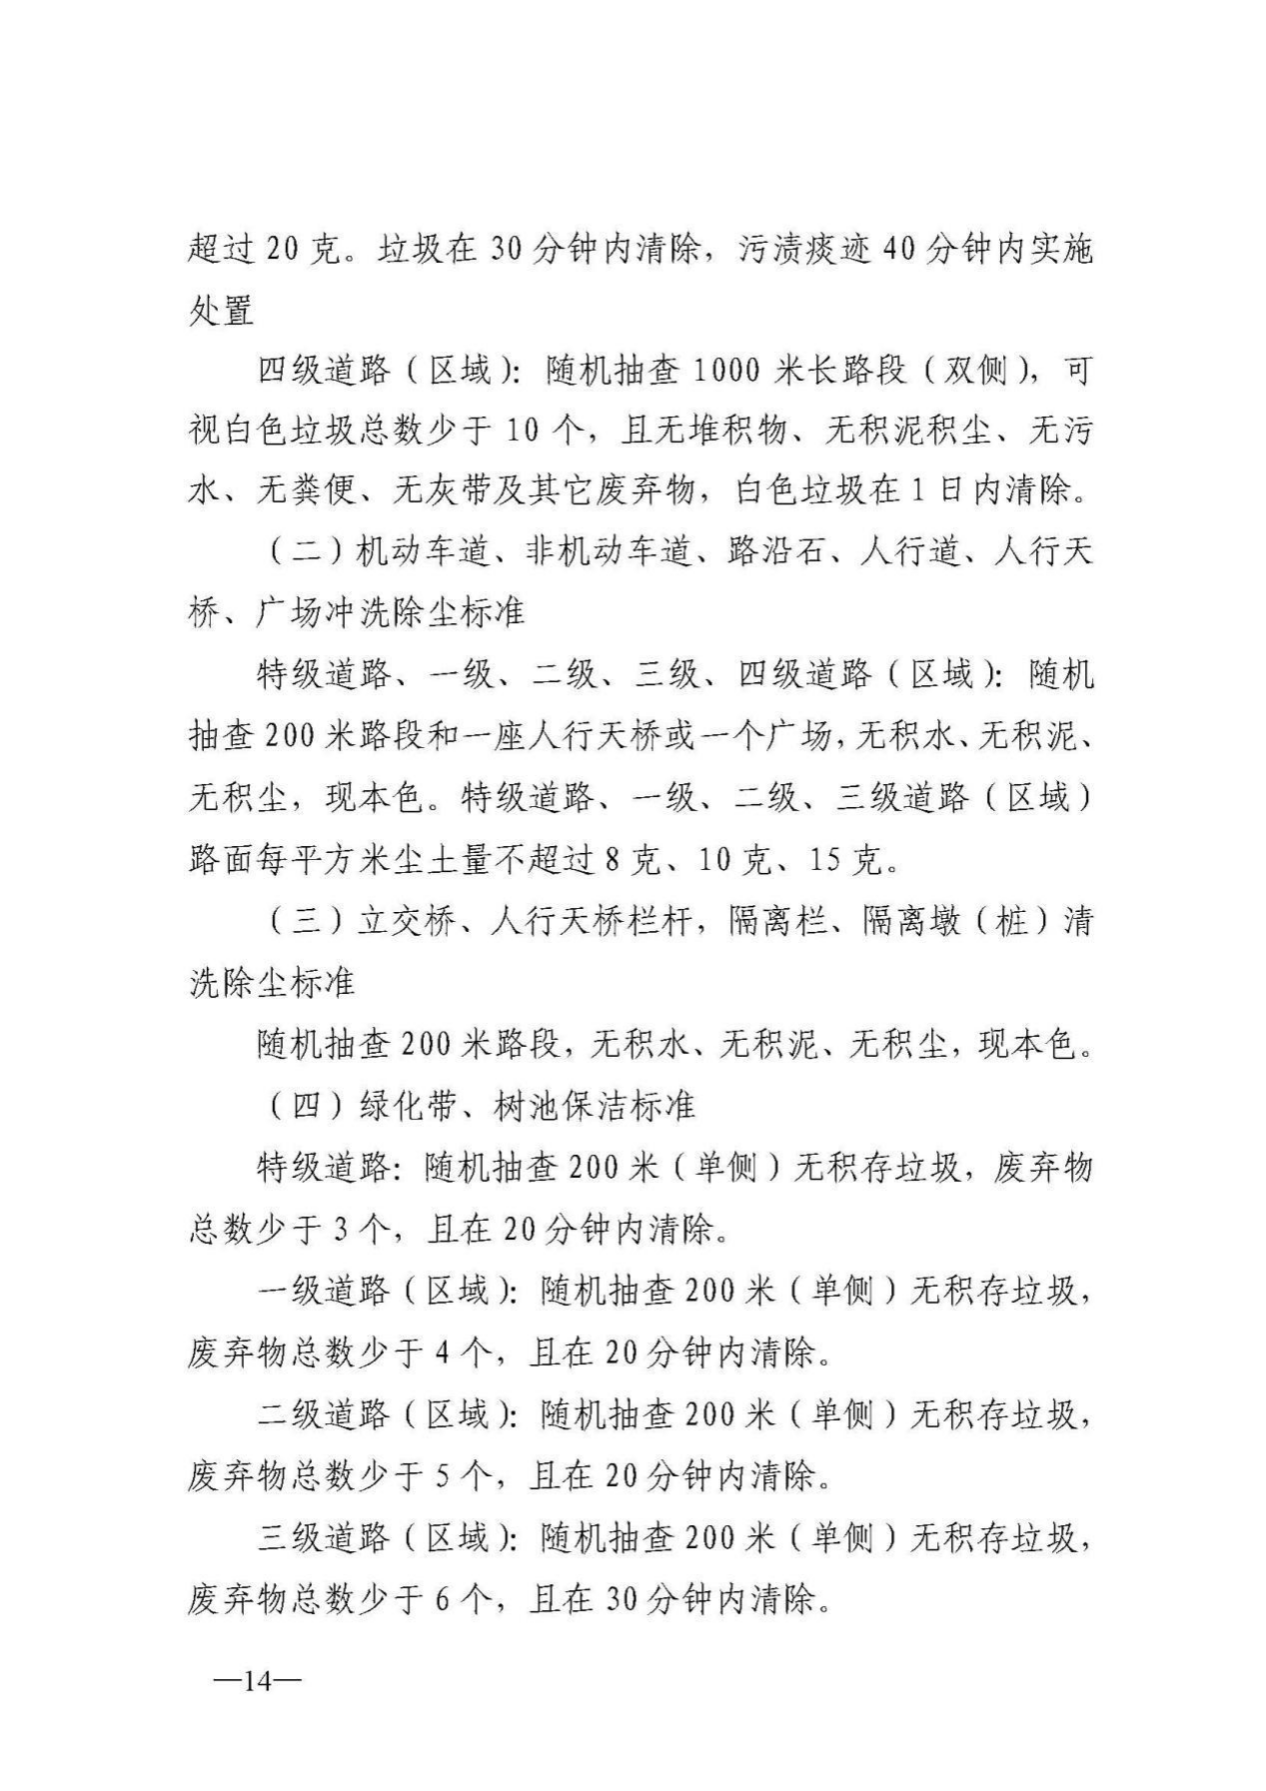 超过 20 克。垃圾在 30 分钟内清除，污渍痰迹 40 分钟内实施
处置
四级道路（区域）：随机抽查 1000 米长路段（双侧），可
视白色垃圾总数少于 10 个，且无堆积物、无积泥积尘、无污
水、无粪便、无灰带及其它废弃物，白色垃圾在 1 日内清除。
（二）机动车道、非机动车道、路沿石、人行道、人行天
桥、广场冲洗除尘标准
特级道路、一级、二级、三级、四级道路（区域）：随机
抽查 200 米路段和一座人行天桥或一个广场，无积水、无积泥、
无积尘，现本色。特级道路、一级、二级、三级道路（区域）
路面每平方米尘土量不超过 8 克、10 克、15 克。
（三）立交桥、人行天桥栏杆，隔离栏、隔离墩（桩）清
洗除尘标准
随机抽查 200 米路段，无积水、无积泥、无积尘，现本色。
（四）绿化带、树池保洁标准
特级道路：随机抽查 200 米（单侧）无积存垃圾，废弃物
总数少于 3 个，且在 20 分钟内清除。
一级道路（区域）：随机抽查 200 米（单侧）无积存垃圾，
废弃物总数少于 4 个，且在 20 分钟内清除。
二级道路（区域）：随机抽查 200 米（单侧）无积存垃圾，
废弃物总数少于 5 个，且在 20 分钟内清除。
三级道路（区域）：随机抽查 200 米（单侧）无积存垃圾，
废弃物总数少于 6 个，且在 30 分钟内清除。
—14—